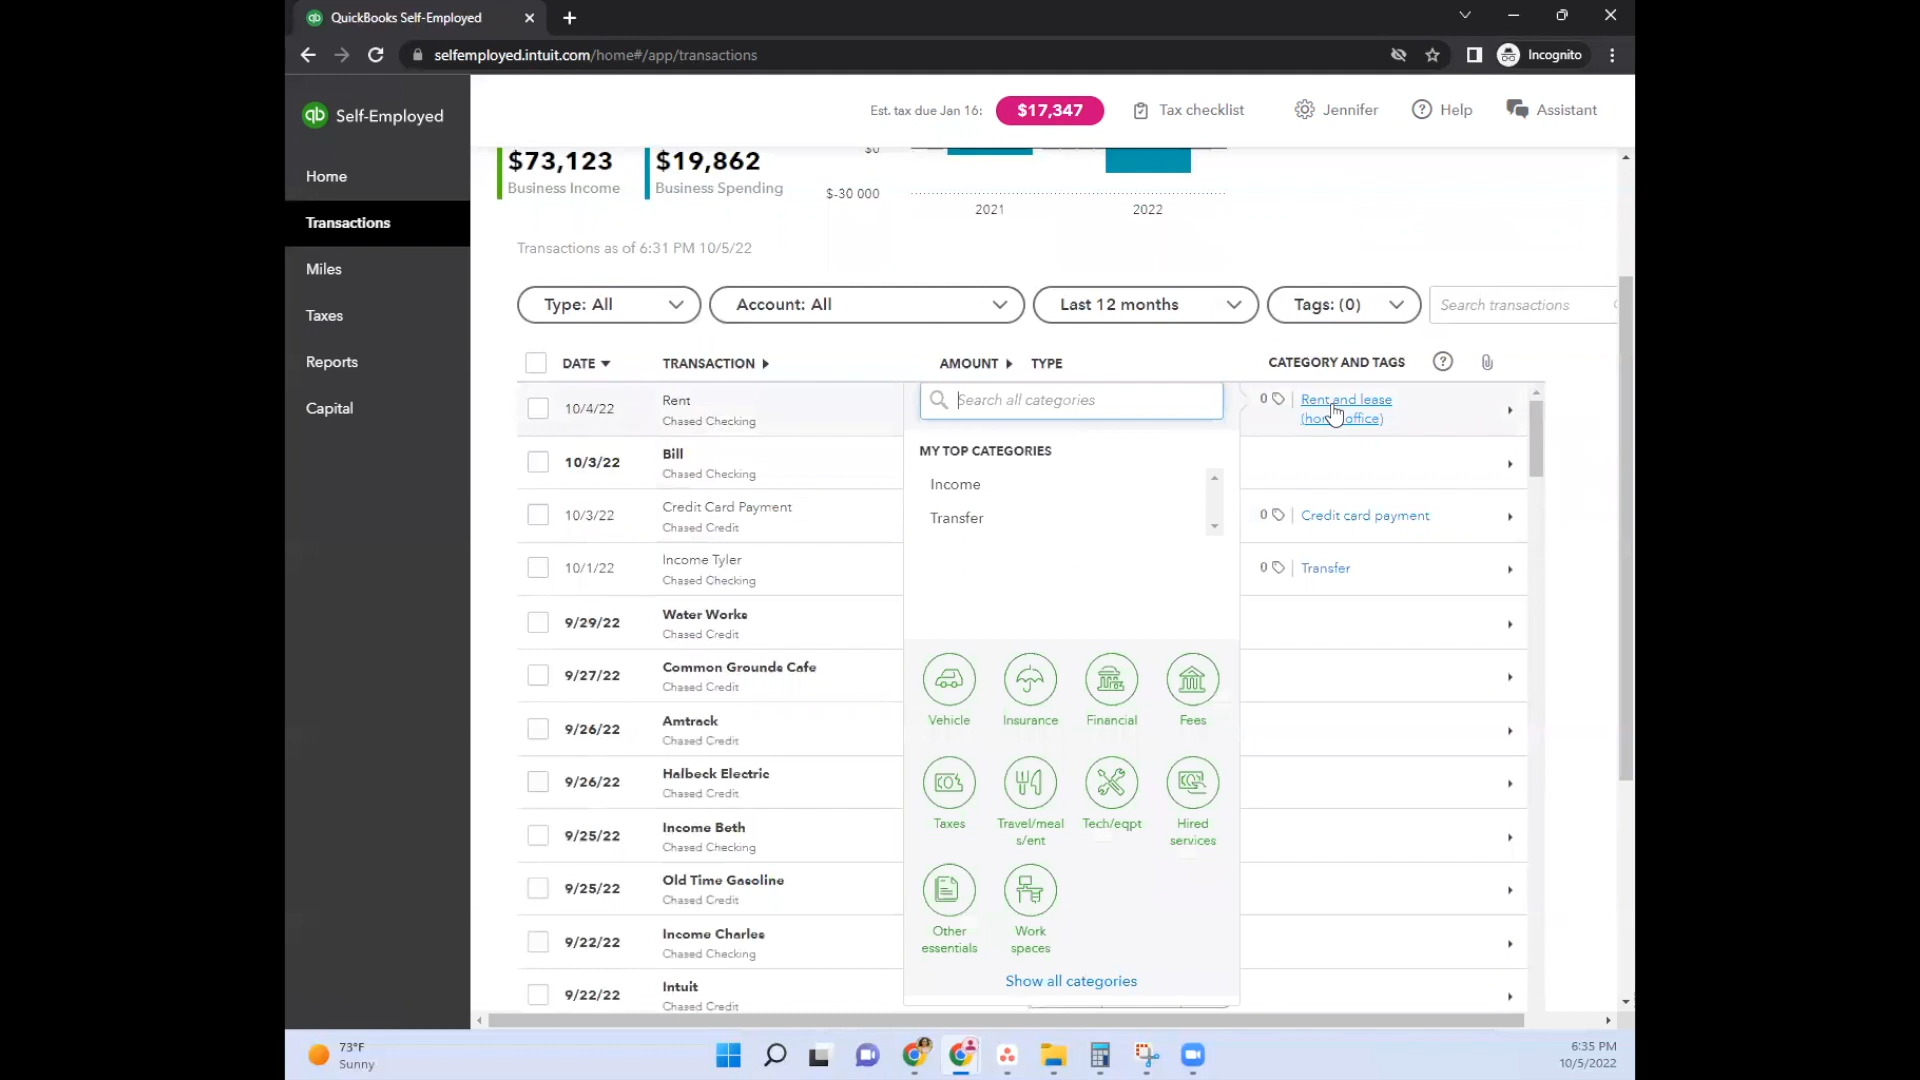 QuickBooks Self-Employed
selfemployed.intuit.com/home#/app/transactions
Incognito
qb Self-Employed
Est. tax due Jan 16: $17,347 Tax checklist Jennifer Help Assistant
Home
Transactions
Miles
Taxes
Reports
Capital
$73,123
Business Income
$19,862
Business Spending
$0
$-30 000
2021 2022
Transactions as of 6:31 PM 10/5/22
Type: All Account: All Last 12 months Tags: (0) Search transactions
DATE TRANSACTION AMOUNT TYPE CATEGORY AND TAGS
10/4/22 Rent
Chased Checking
0 Rent and lease
10/3/22 Bill
Chased Checking
10/3/22 Credit Card Payment
Chased Credit
0 Credit card payment
10/1/22 Income Tyler
Chased Checking
0 Transfer
9/29/22 Water Works
Chased Credit
9/27/22 Common Grounds Cafe
Chased Credit
9/26/22 Amtrack
Chased Credit
9/26/22 Halbeck Electric
Chased Credit
9/25/22 Income Beth
Chased Checking
9/25/22 Old Time Gasoline
Chased Credit
9/22/22 Income Charles
Chased Checking
9/22/22 Intuit
Chased Credit
Search all categories
MY TOP CATEGORIES
Income
Transfer
Vehicle Insurance Financial Fees
Taxes Travel/meal Tech/eqpt Hired
s/ent services
Other Work
essentials spaces
Show all categories
73°F
Sunny
6:35 PM
10/5/2022